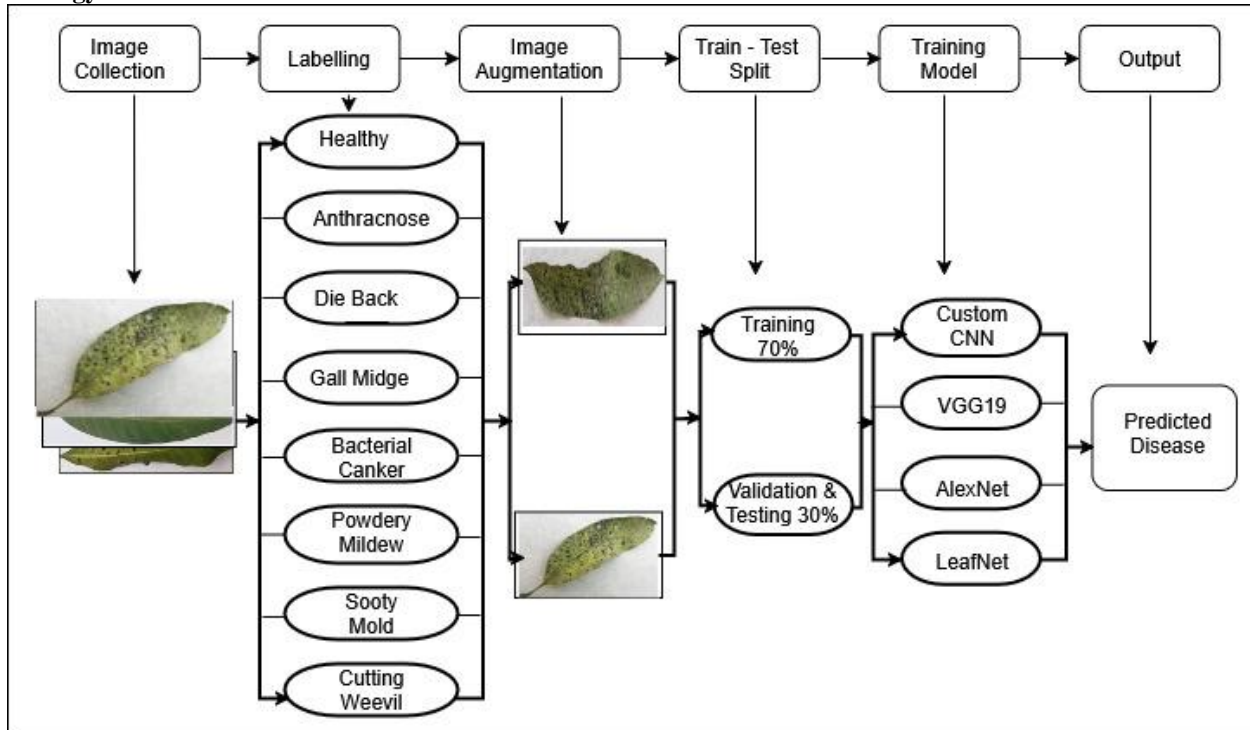 Image
Collection
Labelling
Image
Augmentation
Train - Test
Split
Training
Model
Output
Healthy
Anthracnose
Die Back
Gall Midge
Bacterial
Canker
Powdery
Mildew
Sooty
Mold
Cutting
Weevil
Training
70%
Validation &
Testing 30%
Custom
CNN
VGG19
AlexNet
LeafNet
Predicted
Disease